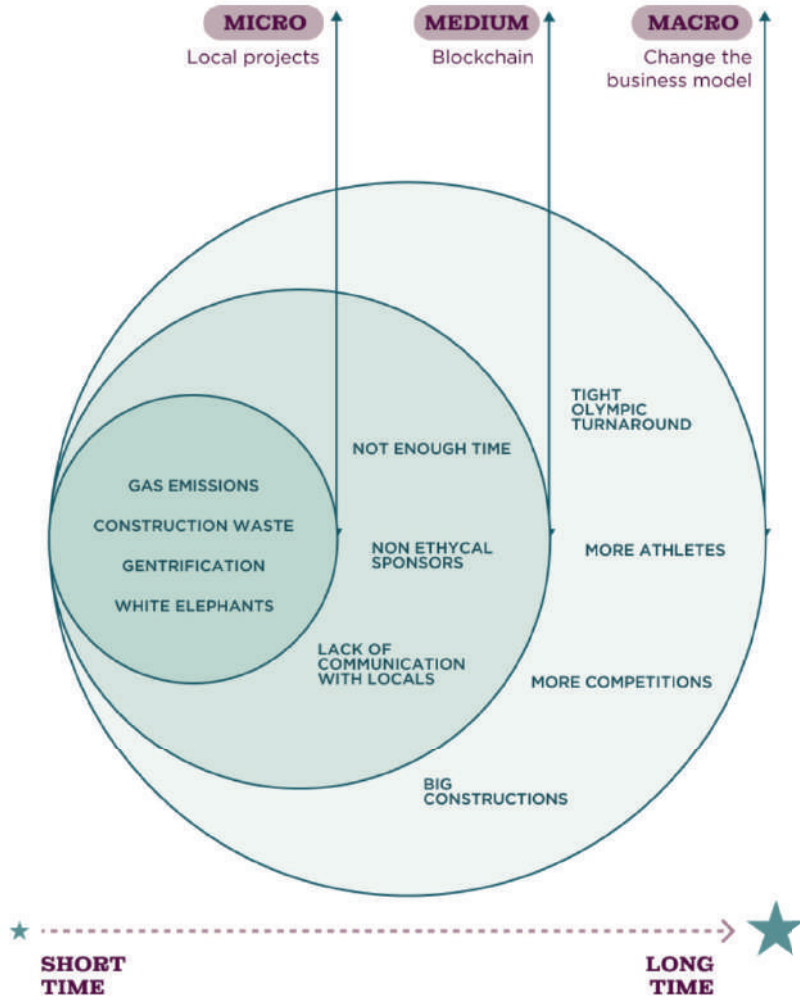 MICRO
Local projects
MEDIUM
Blockchain
MACRO
Change the
business model
TIGHT
OLYMPIC
TURNAROUND
NOT ENOUGH TIME
GAS EMISSIONS
CONSTRUCTION WASTE
NON ETHYCAL
SPONSORS
MORE ATHLETES
GENTRIFICATION
WHITE ELEPHANTS
LACK OF
COMMUNICATION
WITH LOCALS
MORE COMPETITIONS
BIG
CONSTRUCTIONS
SHORT
TIME
LONG
TIME